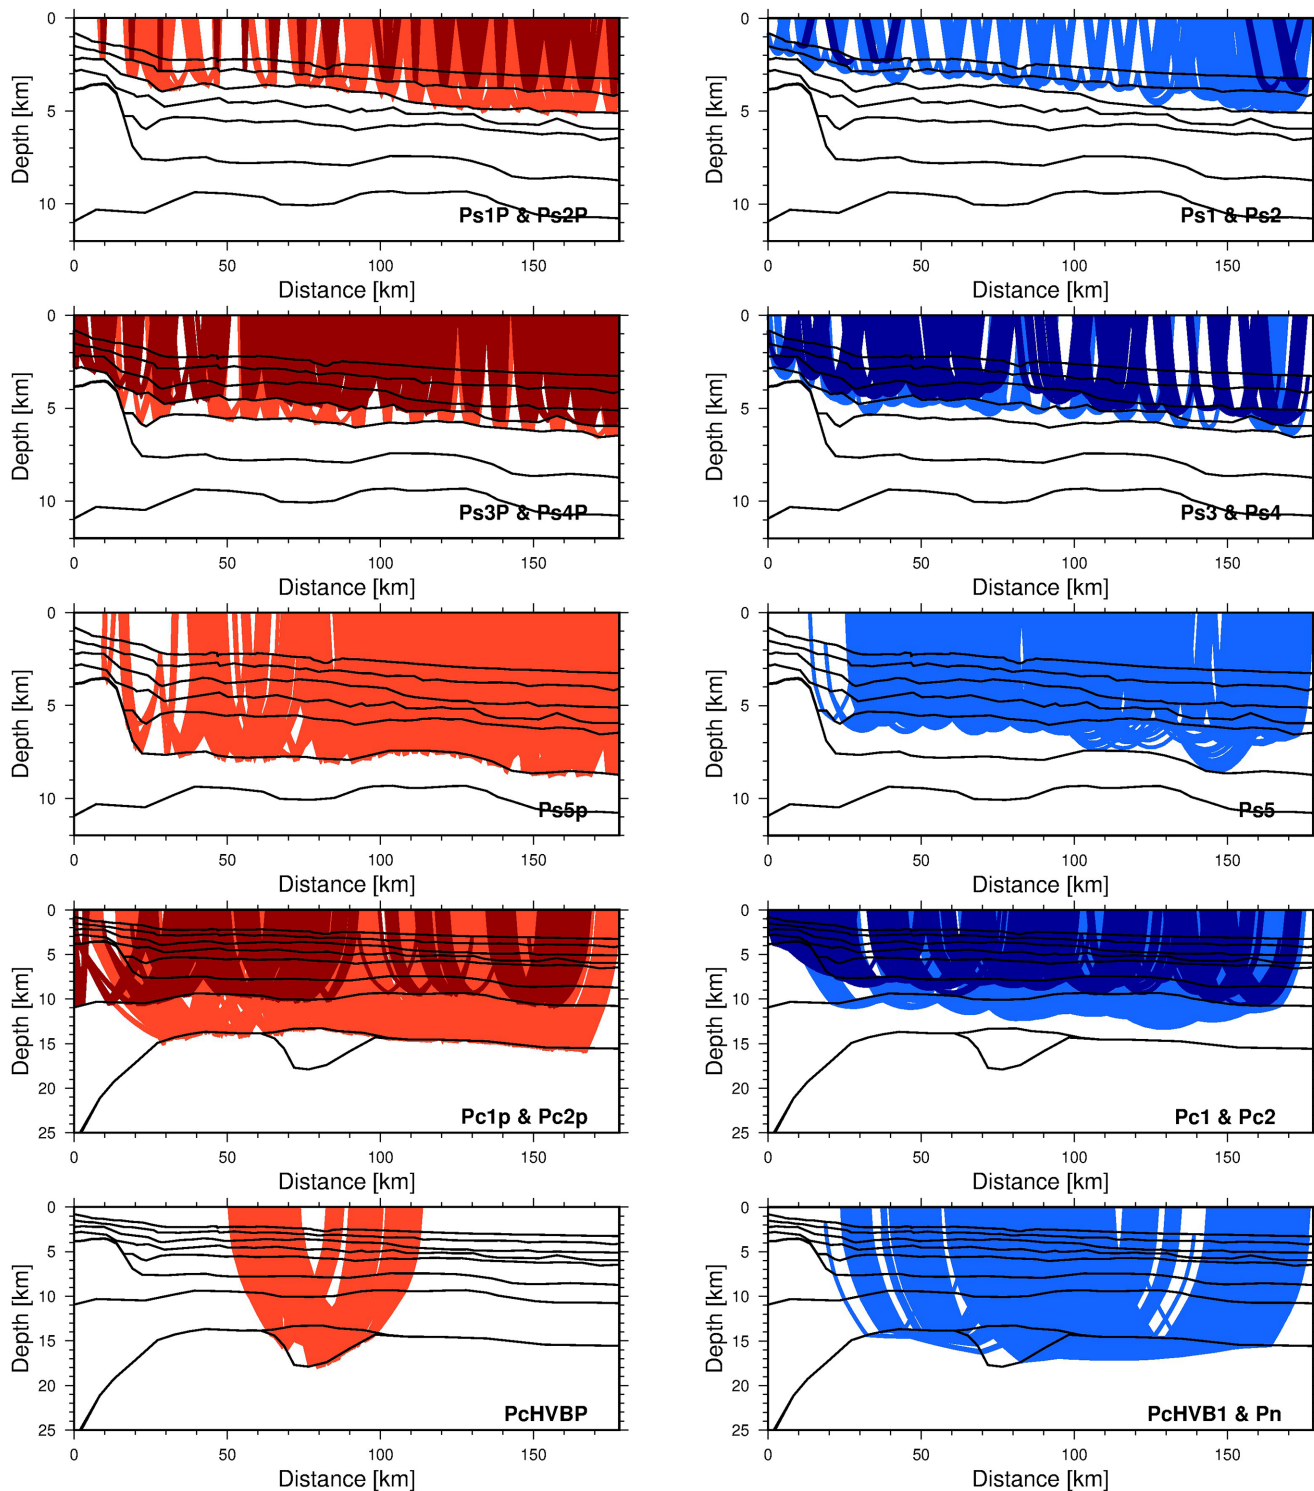 0
5
10
Depth [km]
Ps1P & Ps2P
0 50 100 150
Distance [km]
0
5
10
Depth [km]
Ps1 & Ps2
0 50 100 150
Distance [km]
0
5
10
Depth [km]
Ps3P & Ps4P
0 50 100 150
Distance [km]
0
5
10
Depth [km]
Ps3 & Ps4
0 50 100 150
Distance [km]
0
5
10
Depth [km]
Ps5p
0 50 100 150
Distance [km]
0
5
10
Depth [km]
Ps5
0 50 100 150
Distance [km]
0
5
10
15
20
25
Depth [km]
Pc1p & Pc2p
0 50 100 150
Distance [km]
0
5
10
15
20
25
Depth [km]
Pc1 & Pc2
0 50 100 150
Distance [km]
0
5
10
15
20
25
Depth [km]
PcHVBP
0 50 100 150
Distance [km]
0
5
10
15
20
25
Depth [km]
PcHVB1 & Pn
0 50 100 150
Distance [km]